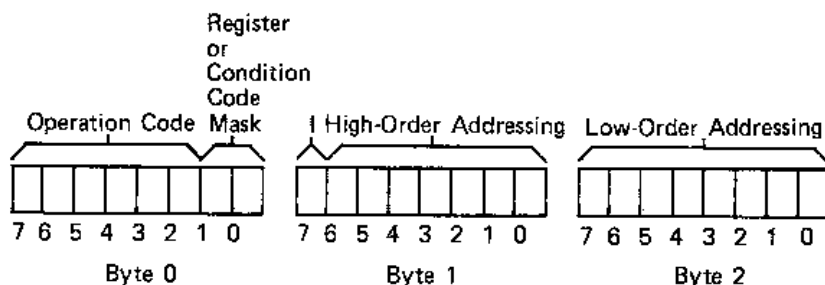 Register
or
Condition
Code
Mask
Operation Code
I High-Order Addressing
Low-Order Addressing
7 6 5 4 3 2 1 0
7 6 5 4 3 2 1 0
7 6 5 4 3 2 1 0
Byte 0
Byte 1
Byte 2